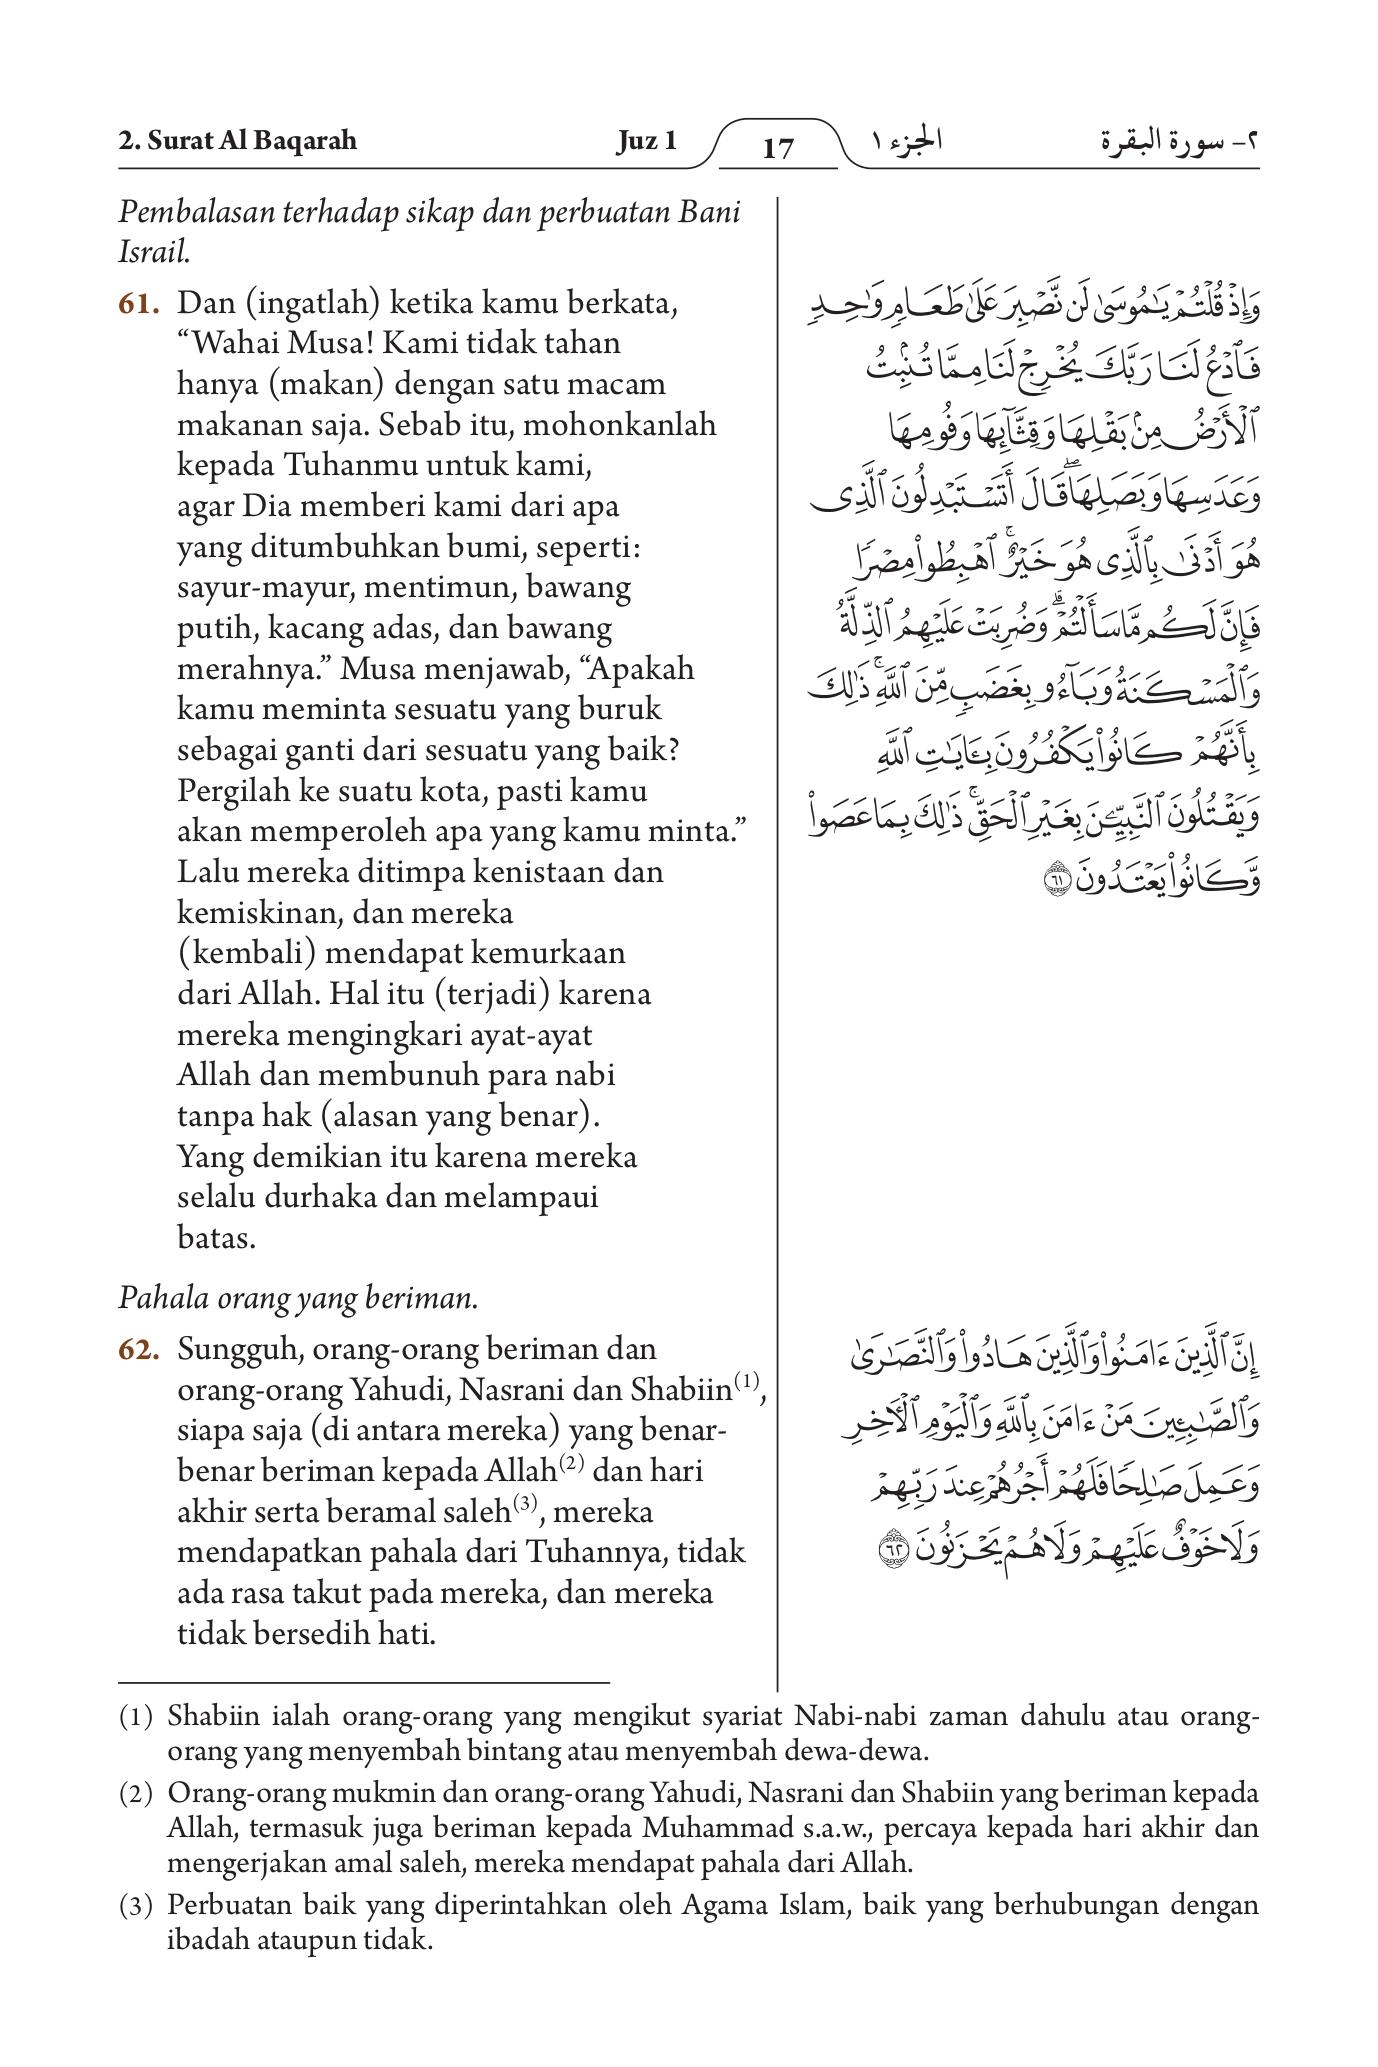 2. Surat Al Baqarah
Juz 1
17
الجزء ١
٢- سورة البقرة
Pembalasan terhadap sikap dan perbuatan Bani
Israil.
61. Dan (ingatlah) ketika kamu berkata,
“Wahai Musa! Kami tidak tahan
hanya (makan) dengan satu macam
makanan saja. Sebab itu, mohonkanlah
kepada Tuhanmu untuk kami,
agar Dia memberi kami dari apa
yang ditumbuhkan bumi, seperti:
sayur-mayur, mentimun, bawang
putih, kacang adas, dan bawang
merahnya.” Musa menjawab, “Apakah
kamu meminta sesuatu yang buruk
sebagai ganti dari sesuatu yang baik?
Pergilah ke suatu kota, pasti kamu
akan memperoleh apa yang kamu minta.”
Lalu mereka ditimpa kenistaan dan
kemiskinan, dan mereka
(kembali) mendapat kemurkaan
dari Allah. Hal itu (terjadi) karena
mereka mengingkari ayat-ayat
Allah dan membunuh para nabi
tanpa hak (alasan yang benar).
Yang demikian itu karena mereka
selalu durhaka dan melampaui
batas.
وَإِذۡ قُلۡتُمۡ يَٰمُوسَىٰ لَن نَّصۡبِرَ عَلَىٰ طَعَامٖ وَٰحِدٖ
فَٱدۡعُ لَنَا رَبَّكَ يُخۡرِجۡ لَنَا مِمَّا تُنۢبِتُ
ٱلۡأَرۡضُ مِنۢ بَقۡلِهَا وَقِثَّآئِهَا وَفُومِهَا
وَعَدَسِهَا وَبَصَلِهَاۖ قَالَ أَتَسۡتَبۡدِلُونَ ٱلَّذِي
هُوَ أَدۡنَىٰ بِٱلَّذِي هُوَ خَيۡرٌۚ ٱهۡبِطُواْ مِصۡرٗا
فَإِنَّ لَكُم مَّا سَأَلۡتُمۡۗ وَضُرِبَتۡ عَلَيۡهِمُ ٱلذِّلَّةُ
وَٱلۡمَسۡكَنَةُ وَبَآءُو بِغَضَبٖ مِّنَ ٱللَّهِۚ ذَٰلِكَ
بِأَنَّهُمۡ كَانُواْ يَكۡفُرُونَ بِـَٔايَٰتِ ٱللَّهِ
وَيَقۡتُلُونَ ٱلنَّبِيِّـۧنَ بِغَيۡرِ ٱلۡحَقِّۚ ذَٰلِكَ بِمَا عَصَواْ
وَّكَانُواْ يَعۡتَدُونَ ٦١
Pahala orang yang beriman.
62. Sungguh, orang-orang beriman dan
orang-orang Yahudi, Nasrani dan Shabiin(1),
siapa saja (di antara mereka) yang benar-
benar beriman kepada Allah(2) dan hari
akhir serta beramal saleh(3), mereka
mendapatkan pahala dari Tuhannya, tidak
ada rasa takut pada mereka, dan mereka
tidak bersedih hati.
إِنَّ ٱلَّذِينَ ءَامَنُواْ وَٱلَّذِينَ هَادُواْ وَٱلنَّصَٰرَىٰ
وَٱلصَّٰبِـِٔينَ مَنۡ ءَامَنَ بِٱللَّهِ وَٱلۡيَوۡمِ ٱلۡأٓخِرِ
وَعَمِلَ صَٰلِحٗا فَلَهُمۡ أَجۡرُهُمۡ عِندَ رَبِّهِمۡ
وَلَا خَوۡفٌ عَلَيۡهِمۡ وَلَا هُمۡ يَحۡزَنُونَ ٦٢
(1) Shabiin ialah orang-orang yang mengikut syariat Nabi-nabi zaman dahulu atau orang-
orang yang menyembah bintang atau menyembah dewa-dewa.
(2) Orang-orang mukmin dan orang-orang Yahudi, Nasrani dan Shabiin yang beriman kepada
Allah, termasuk juga beriman kepada Muhammad s.a.w., percaya kepada hari akhir dan
mengerjakan amal saleh, mereka mendapat pahala dari Allah.
(3) Perbuatan baik yang diperintahkan oleh Agama Islam, baik yang berhubungan dengan
ibadah ataupun tidak.